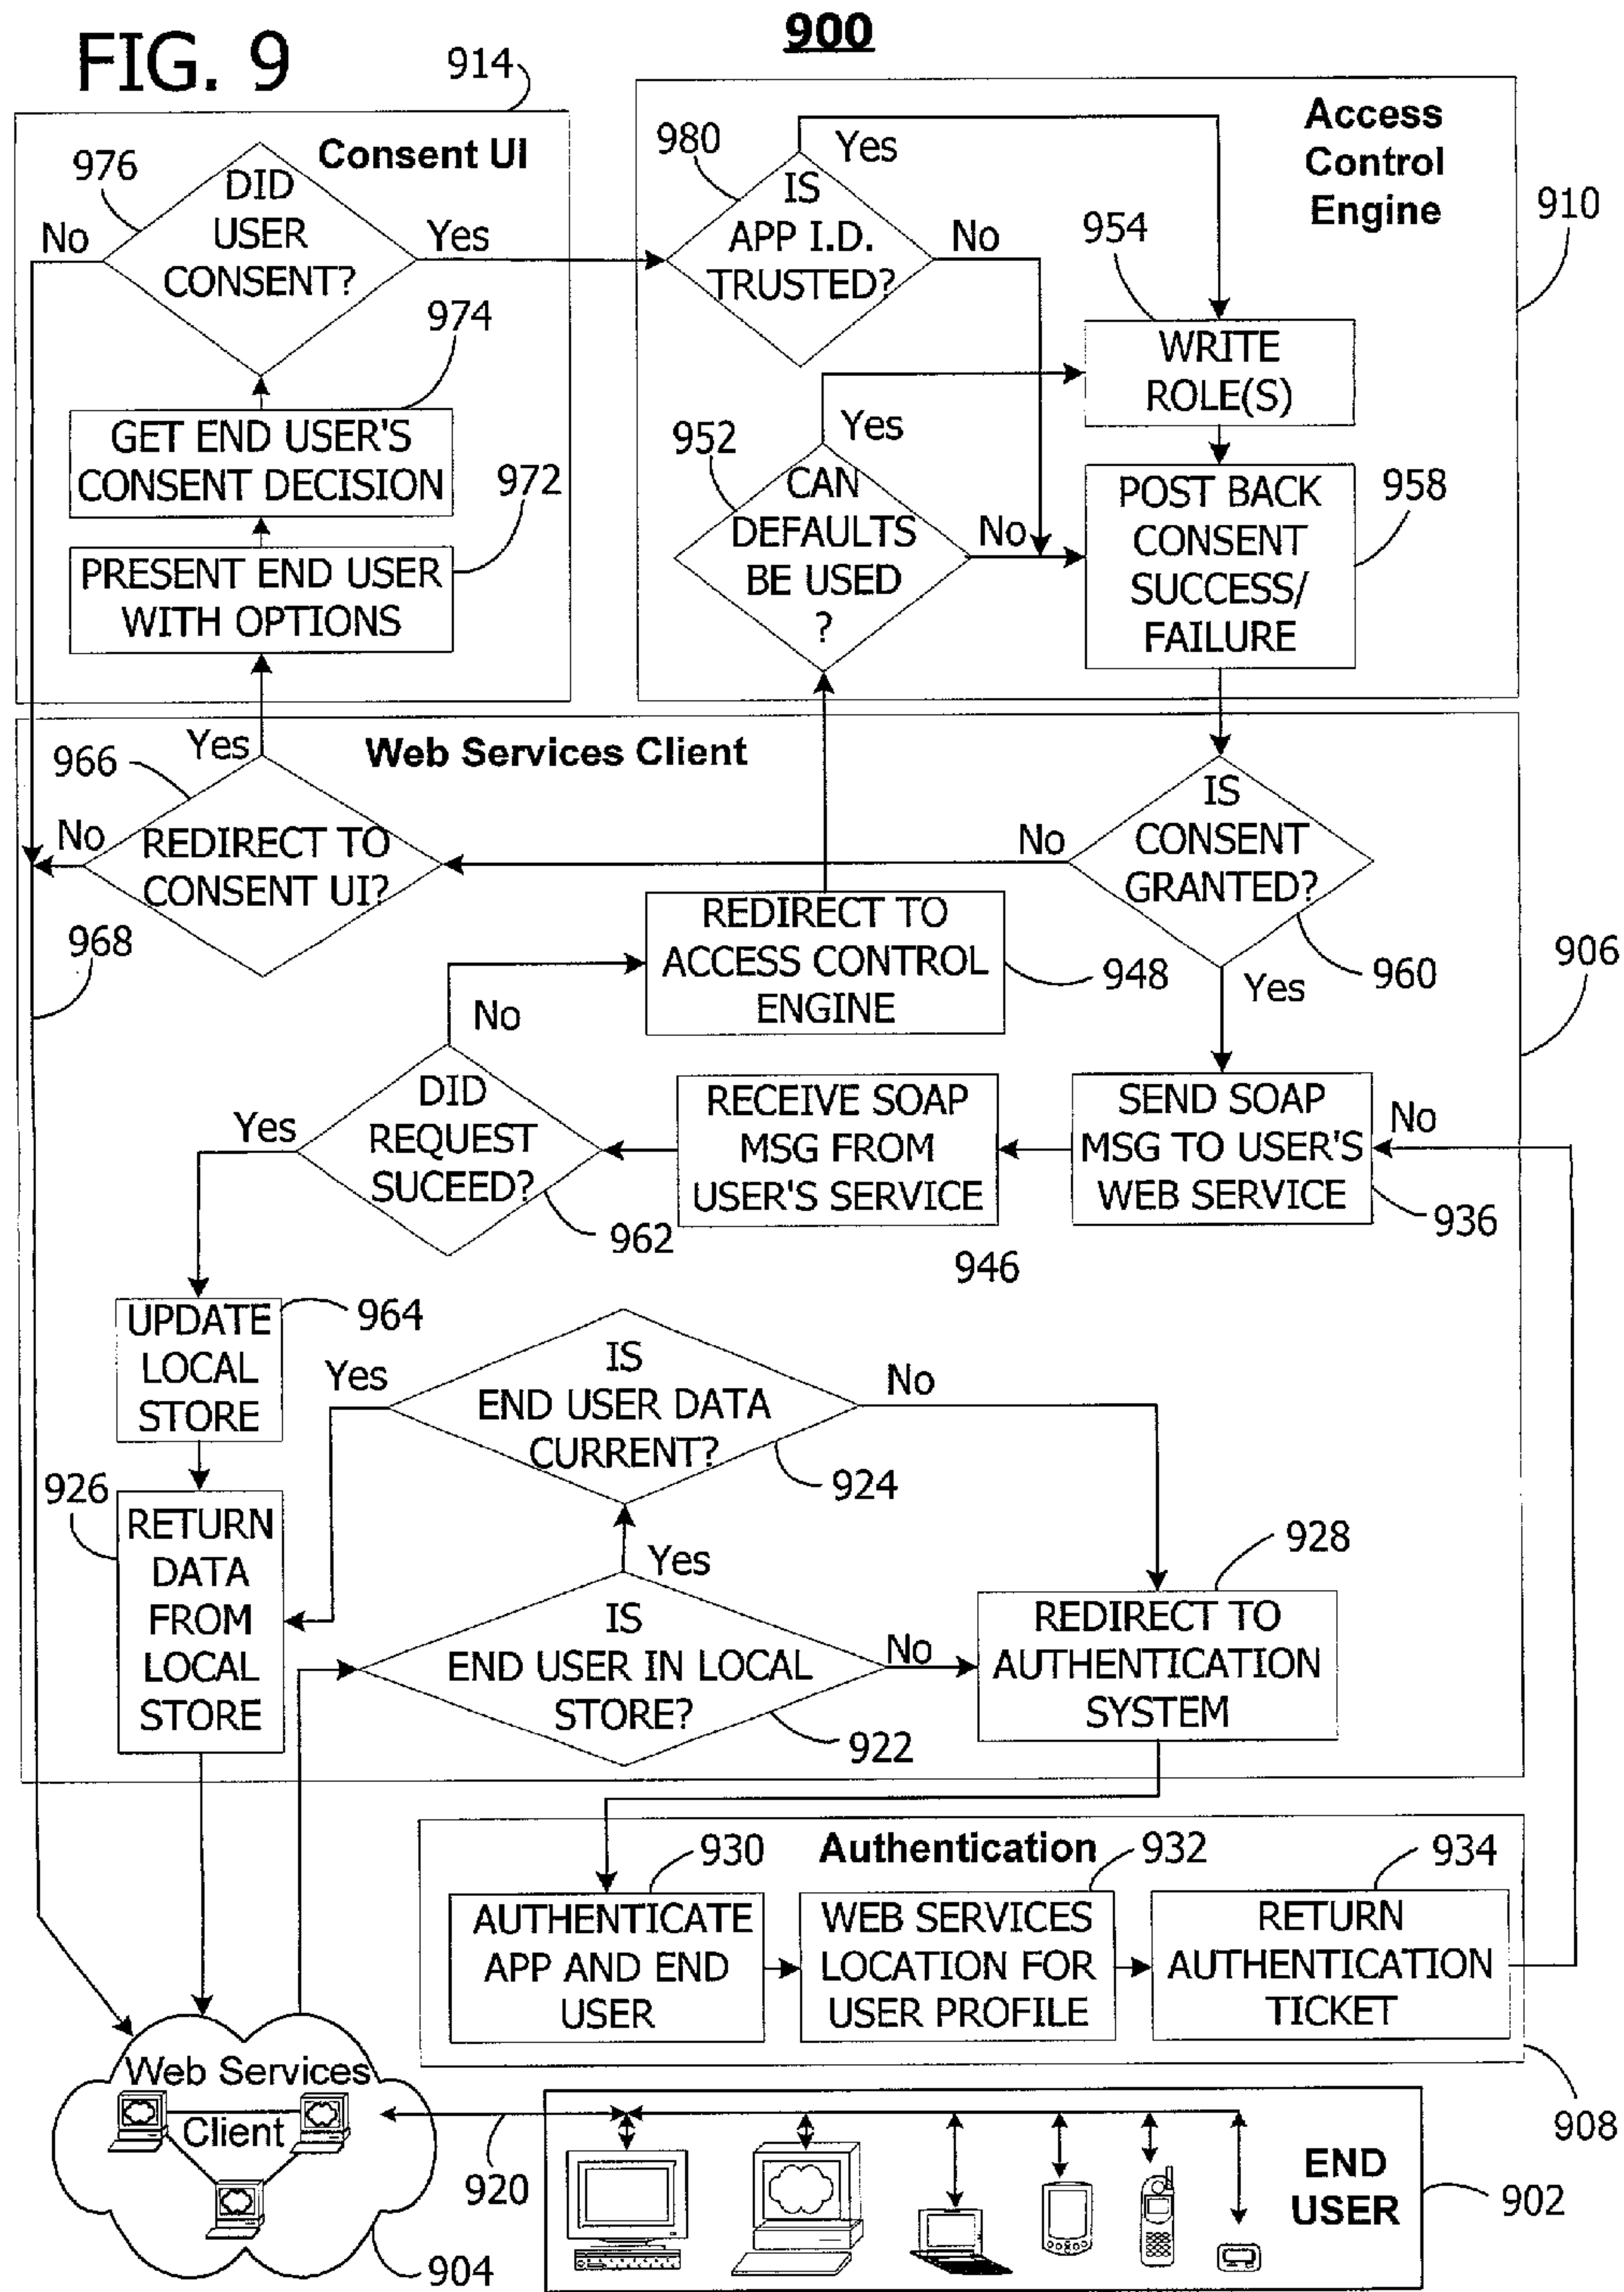 FIG. 9
900
914
Consent UI
976
DID
USER
CONSENT?
No
Yes
974
GET END USER'S
CONSENT DECISION
972
PRESENT END USER
WITH OPTIONS
Access
Control
Engine
910
980
Yes
IS
APP I.D.
TRUSTED?
No
954
WRITE
ROLE(S)
952
Yes
CAN
DEFAULTS
BE USED
?
No
POST BACK
CONSENT
SUCCESS/
FAILURE
958
Web Services Client
966
Yes
No
REDIRECT TO
CONSENT UI?
968
No
IS
CONSENT
GRANTED?
960
Yes
906
REDIRECT TO
ACCESS CONTROL
ENGINE
948
No
DID
REQUEST
SUCEED?
Yes
962
RECEIVE SOAP
MSG FROM
USER'S SERVICE
946
SEND SOAP
MSG TO USER'S
WEB SERVICE
No
936
UPDATE
LOCAL
STORE
964
Yes
IS
END USER DATA
CURRENT?
No
924
926
RETURN
DATA
FROM
LOCAL
STORE
Yes
IS
END USER IN LOCAL
STORE?
No
922
928
REDIRECT TO
AUTHENTICATION
SYSTEM
Authentication
930
932
934
AUTHENTICATE
APP AND END
USER
WEB SERVICES
LOCATION FOR
USER PROFILE
RETURN
AUTHENTICATION
TICKET
908
Web Services
Client
920
904
END
USER
902